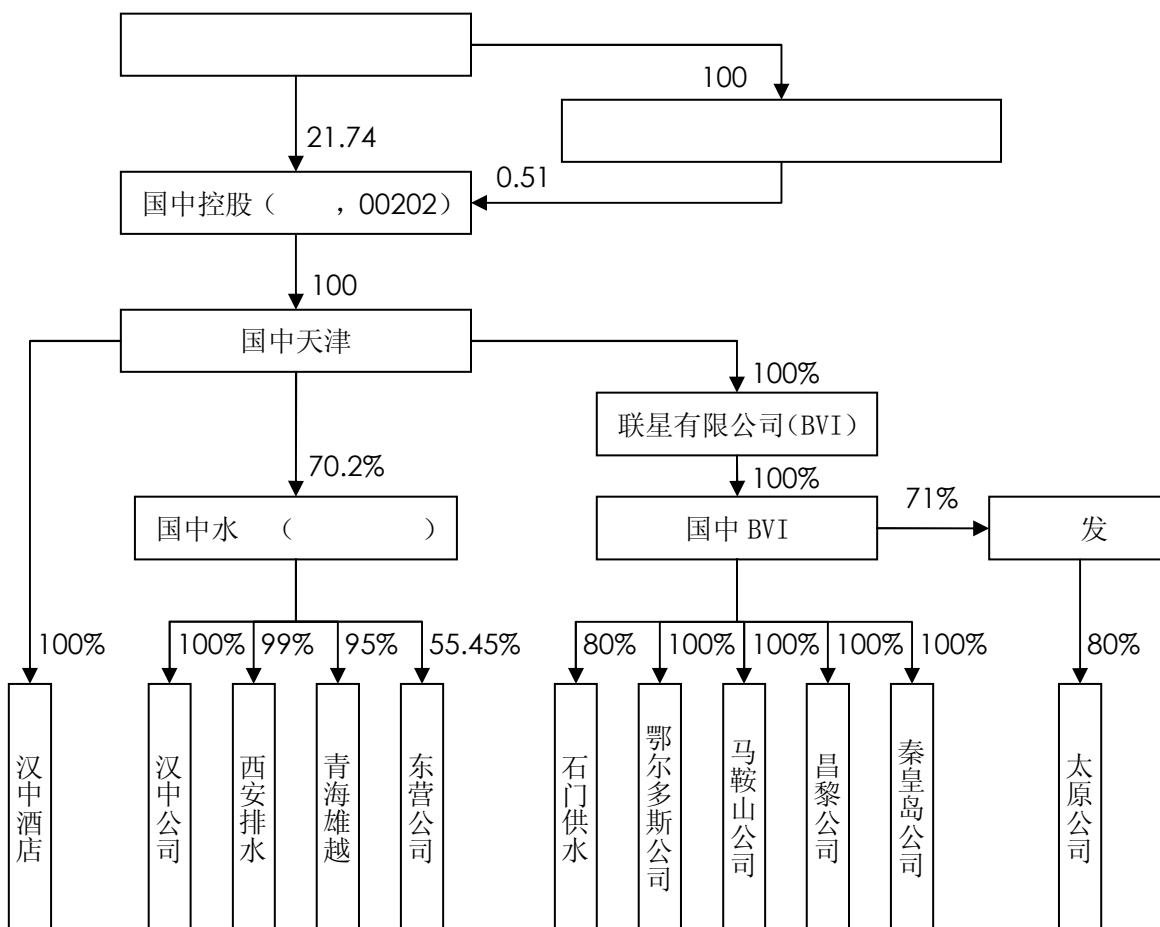 100
21.74
0.51
国中控股（ ，00202）
100
国中天津
100%
联星有限公司(BVI)
70.2%
100%
71%
国中水 （ ）
国中 BVI
发
100%
100%
99%
95%
55.45%
80%
100%
100%
100%
100%
80%
汉中酒店
汉中公司
西安排水
青海雄越
东营公司
石门供水
鄂尔多斯公司
马鞍山公司
昌黎公司
秦皇岛公司
太原公司